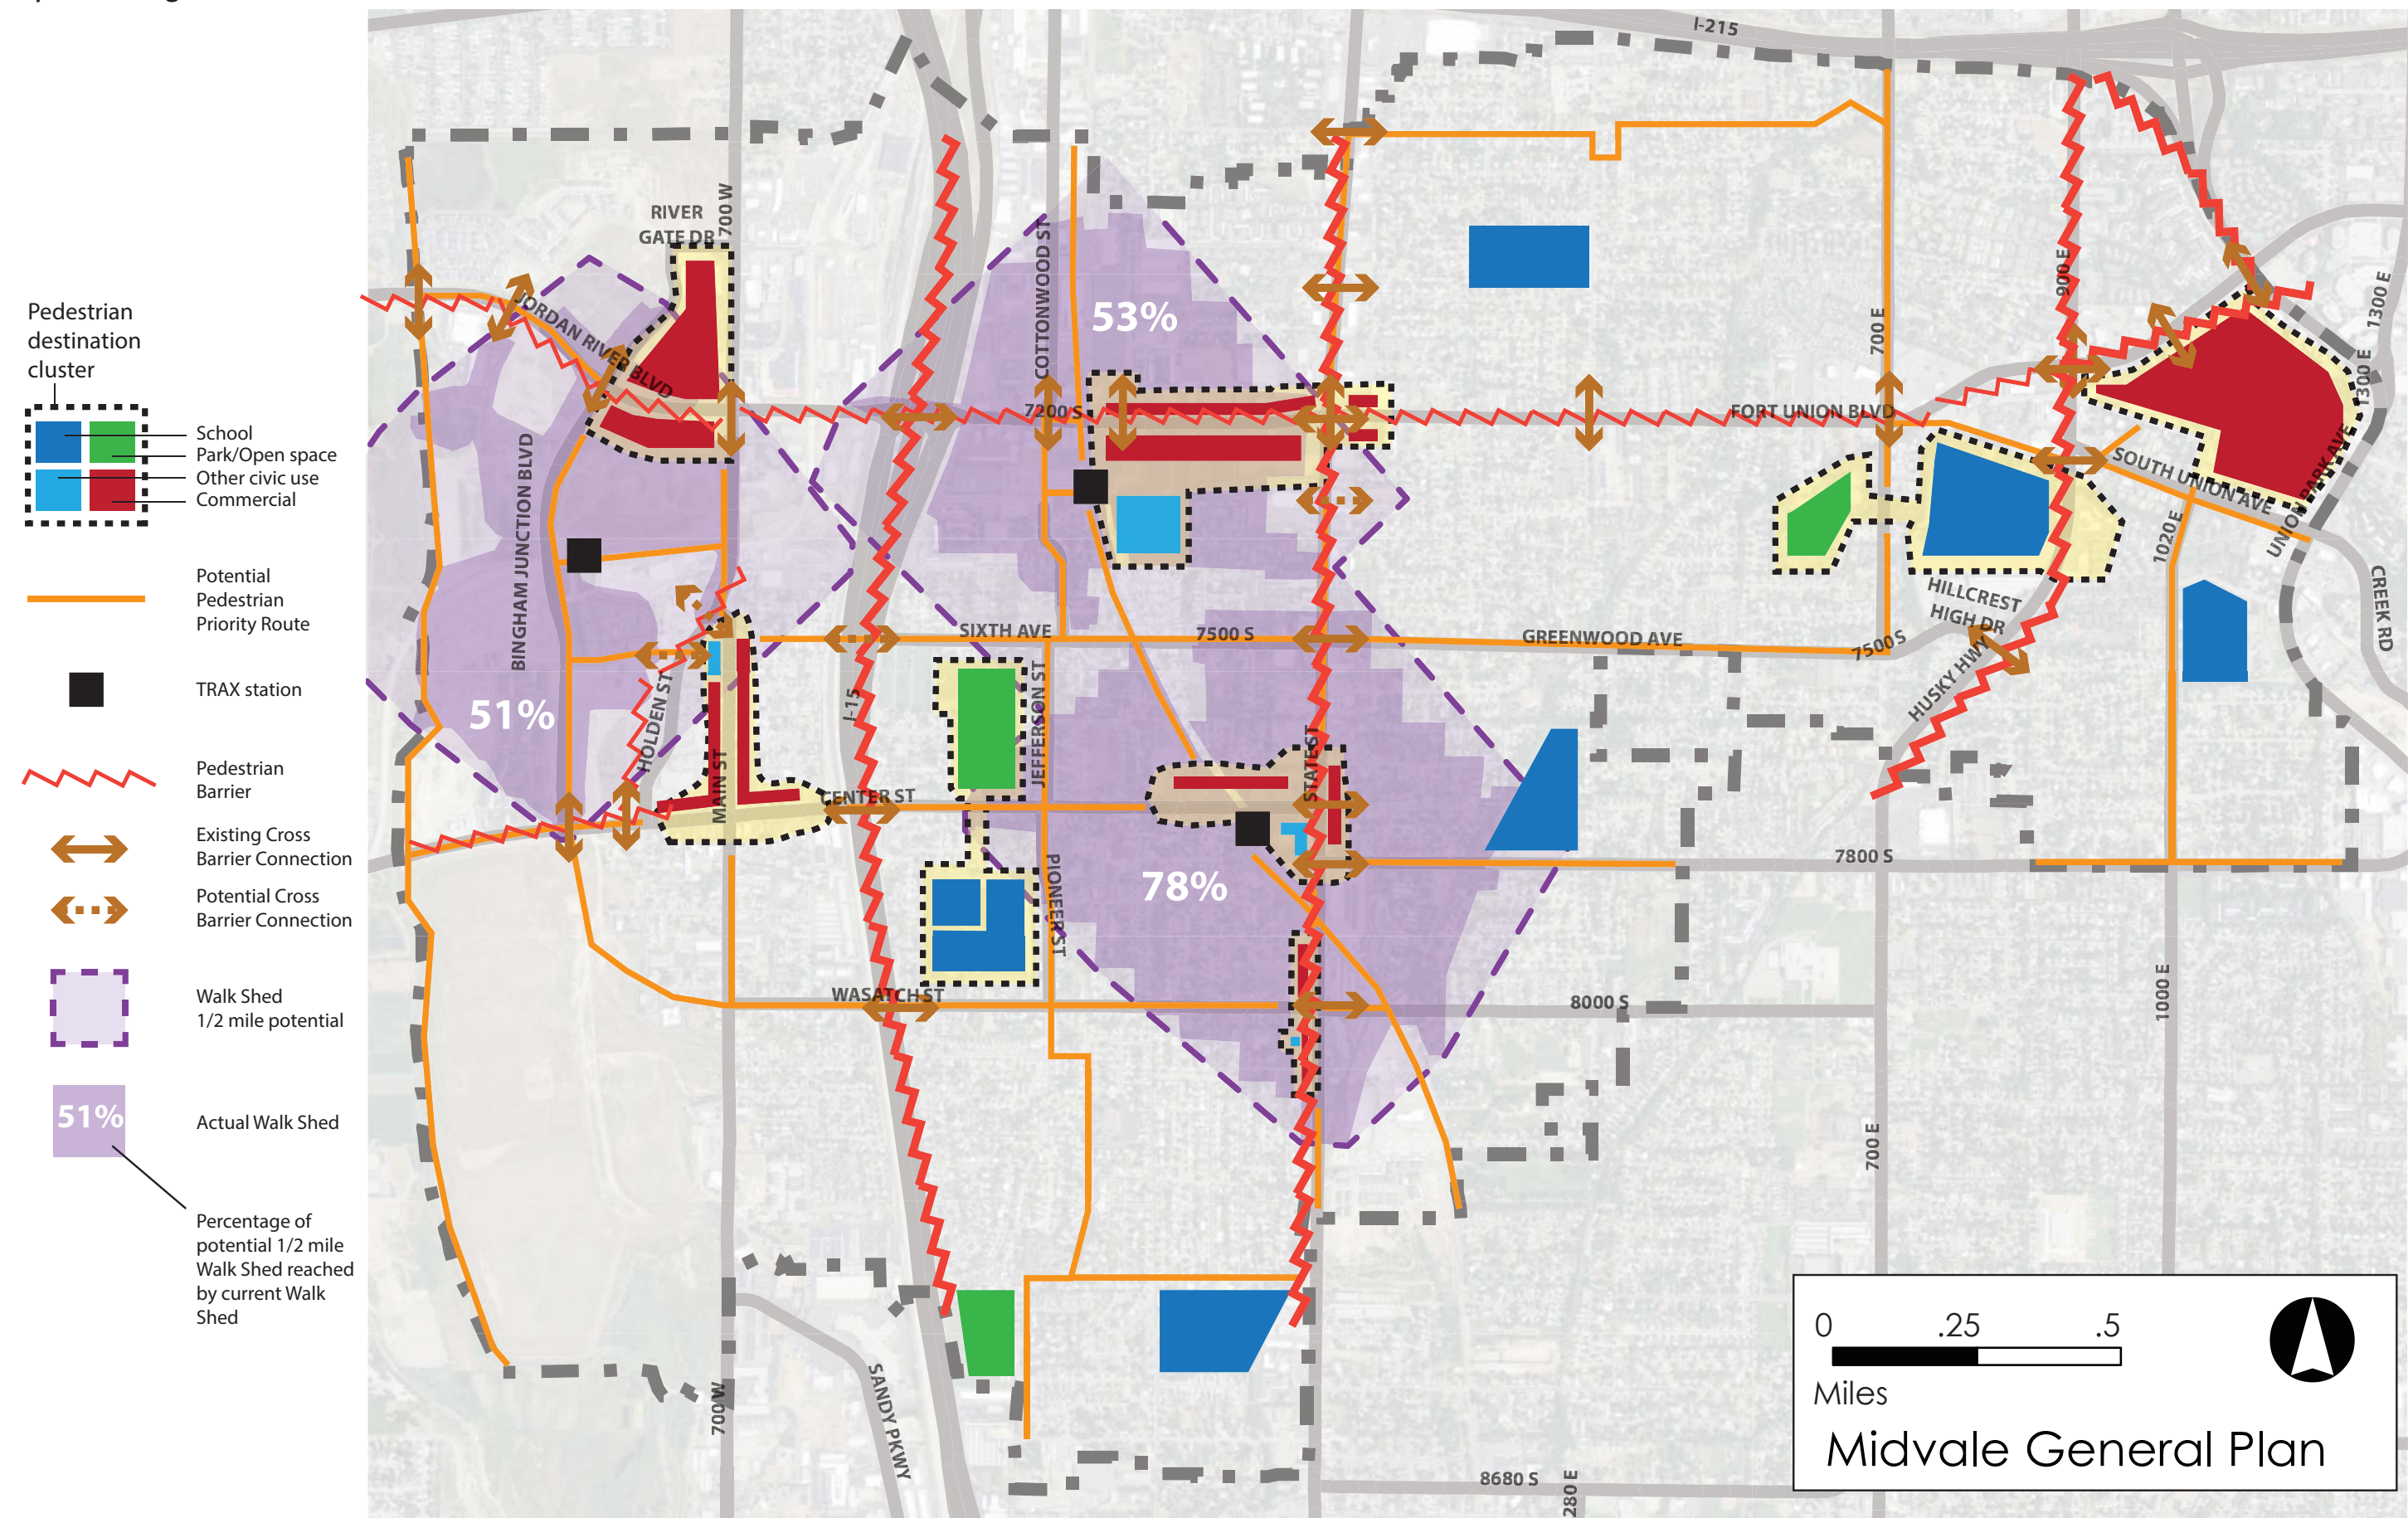 Pedestrian
destination
cluster
School
Park/Open space
Other civic use
Commercial
Potential
Pedestrian
Priority Route
TRAX station
Pedestrian
Barrier
Existing Cross
Barrier Connection
Potential Cross
Barrier Connection
Walk Shed
1/2 mile potential
51%
Actual Walk Shed
Percentage of
potential 1/2 mile
Walk Shed reached
by current Walk
Shed
I-215
RIVER
GATE DR
700 W
JORDAN RIVER BLVD
COTTONWOOD ST
53%
7200 S
FORT UNION BLVD
700 E
900 E
1300 E
1300 E
BINGHAM JUNCTION BLVD
SOUTH UNION AVE
UNION PARK AVE
1020 E
CREEK RD
HILLCREST
HIGH DR
HUSKY HWY
SIXTH AVE
7500 S
GREENWOOD AVE
7500 S
51%
HOLDEN ST
MAIN ST
I-15
JEFFERSON ST
STATE ST
CENTER ST
PIONEER ST
78%
7800 S
WASATCH ST
8000 S
1000 E
700 E
700 W
SANDY PKWY
8680 S
280 E
0
.25
.5
Miles
Midvale General Plan